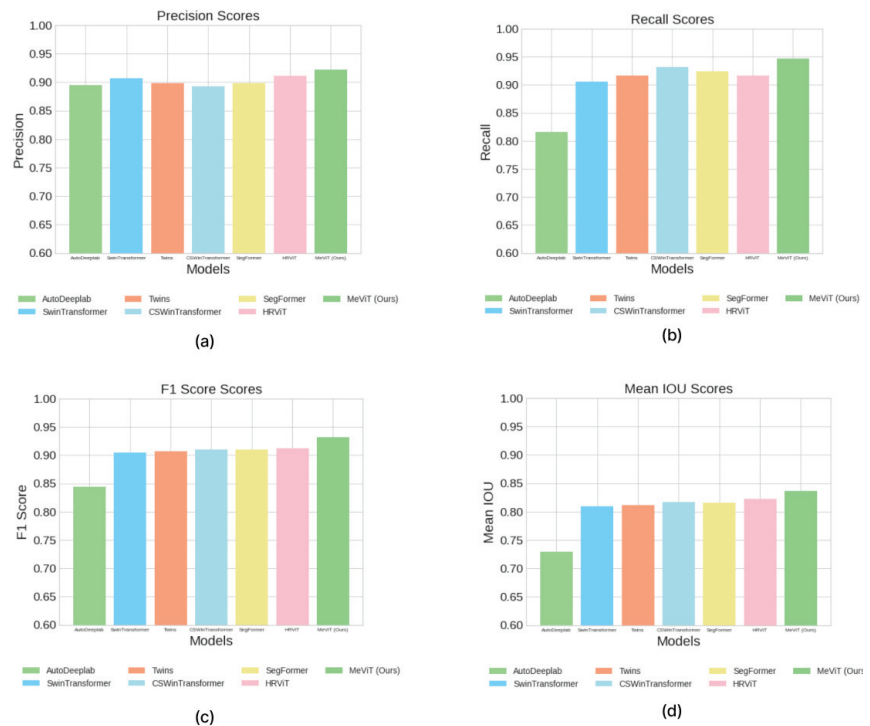 Precision Scores
1.00
0.95
0.90
0.85
0.80
0.75
0.70
0.65
0.60
Precision
AutoDeeplab SwinTransformer Twins CSWinTransformer SegFormer HRViT MeViT (Ours)
Models
AutoDeeplab Twins SegFormer MeViT (Ours)
SwinTransformer CSWinTransformer HRViT
(a)
Recall Scores
1.00
0.95
0.90
0.85
0.80
0.75
0.70
0.65
0.60
Recall
AutoDeeplab SwinTransformer Twins CSWinTransformer SegFormer HRViT MeViT (Ours)
Models
AutoDeeplab Twins SegFormer MeViT (Ours)
SwinTransformer CSWinTransformer HRViT
(b)
F1 Score Scores
1.00
0.95
0.90
0.85
0.80
0.75
0.70
0.65
0.60
F1 Score
AutoDeeplab SwinTransformer Twins CSWinTransformer SegFormer HRViT MeViT (Ours)
Models
AutoDeeplab Twins SegFormer MeViT (Ours)
SwinTransformer CSWinTransformer HRViT
(c)
Mean IOU Scores
1.00
0.95
0.90
0.85
0.80
0.75
0.70
0.65
0.60
Mean IOU
AutoDeeplab SwinTransformer Twins CSWinTransformer SegFormer HRViT MeViT (Ours)
Models
AutoDeeplab Twins SegFormer MeViT (Ours
SwinTransformer CSWinTransformer HRViT
(d)